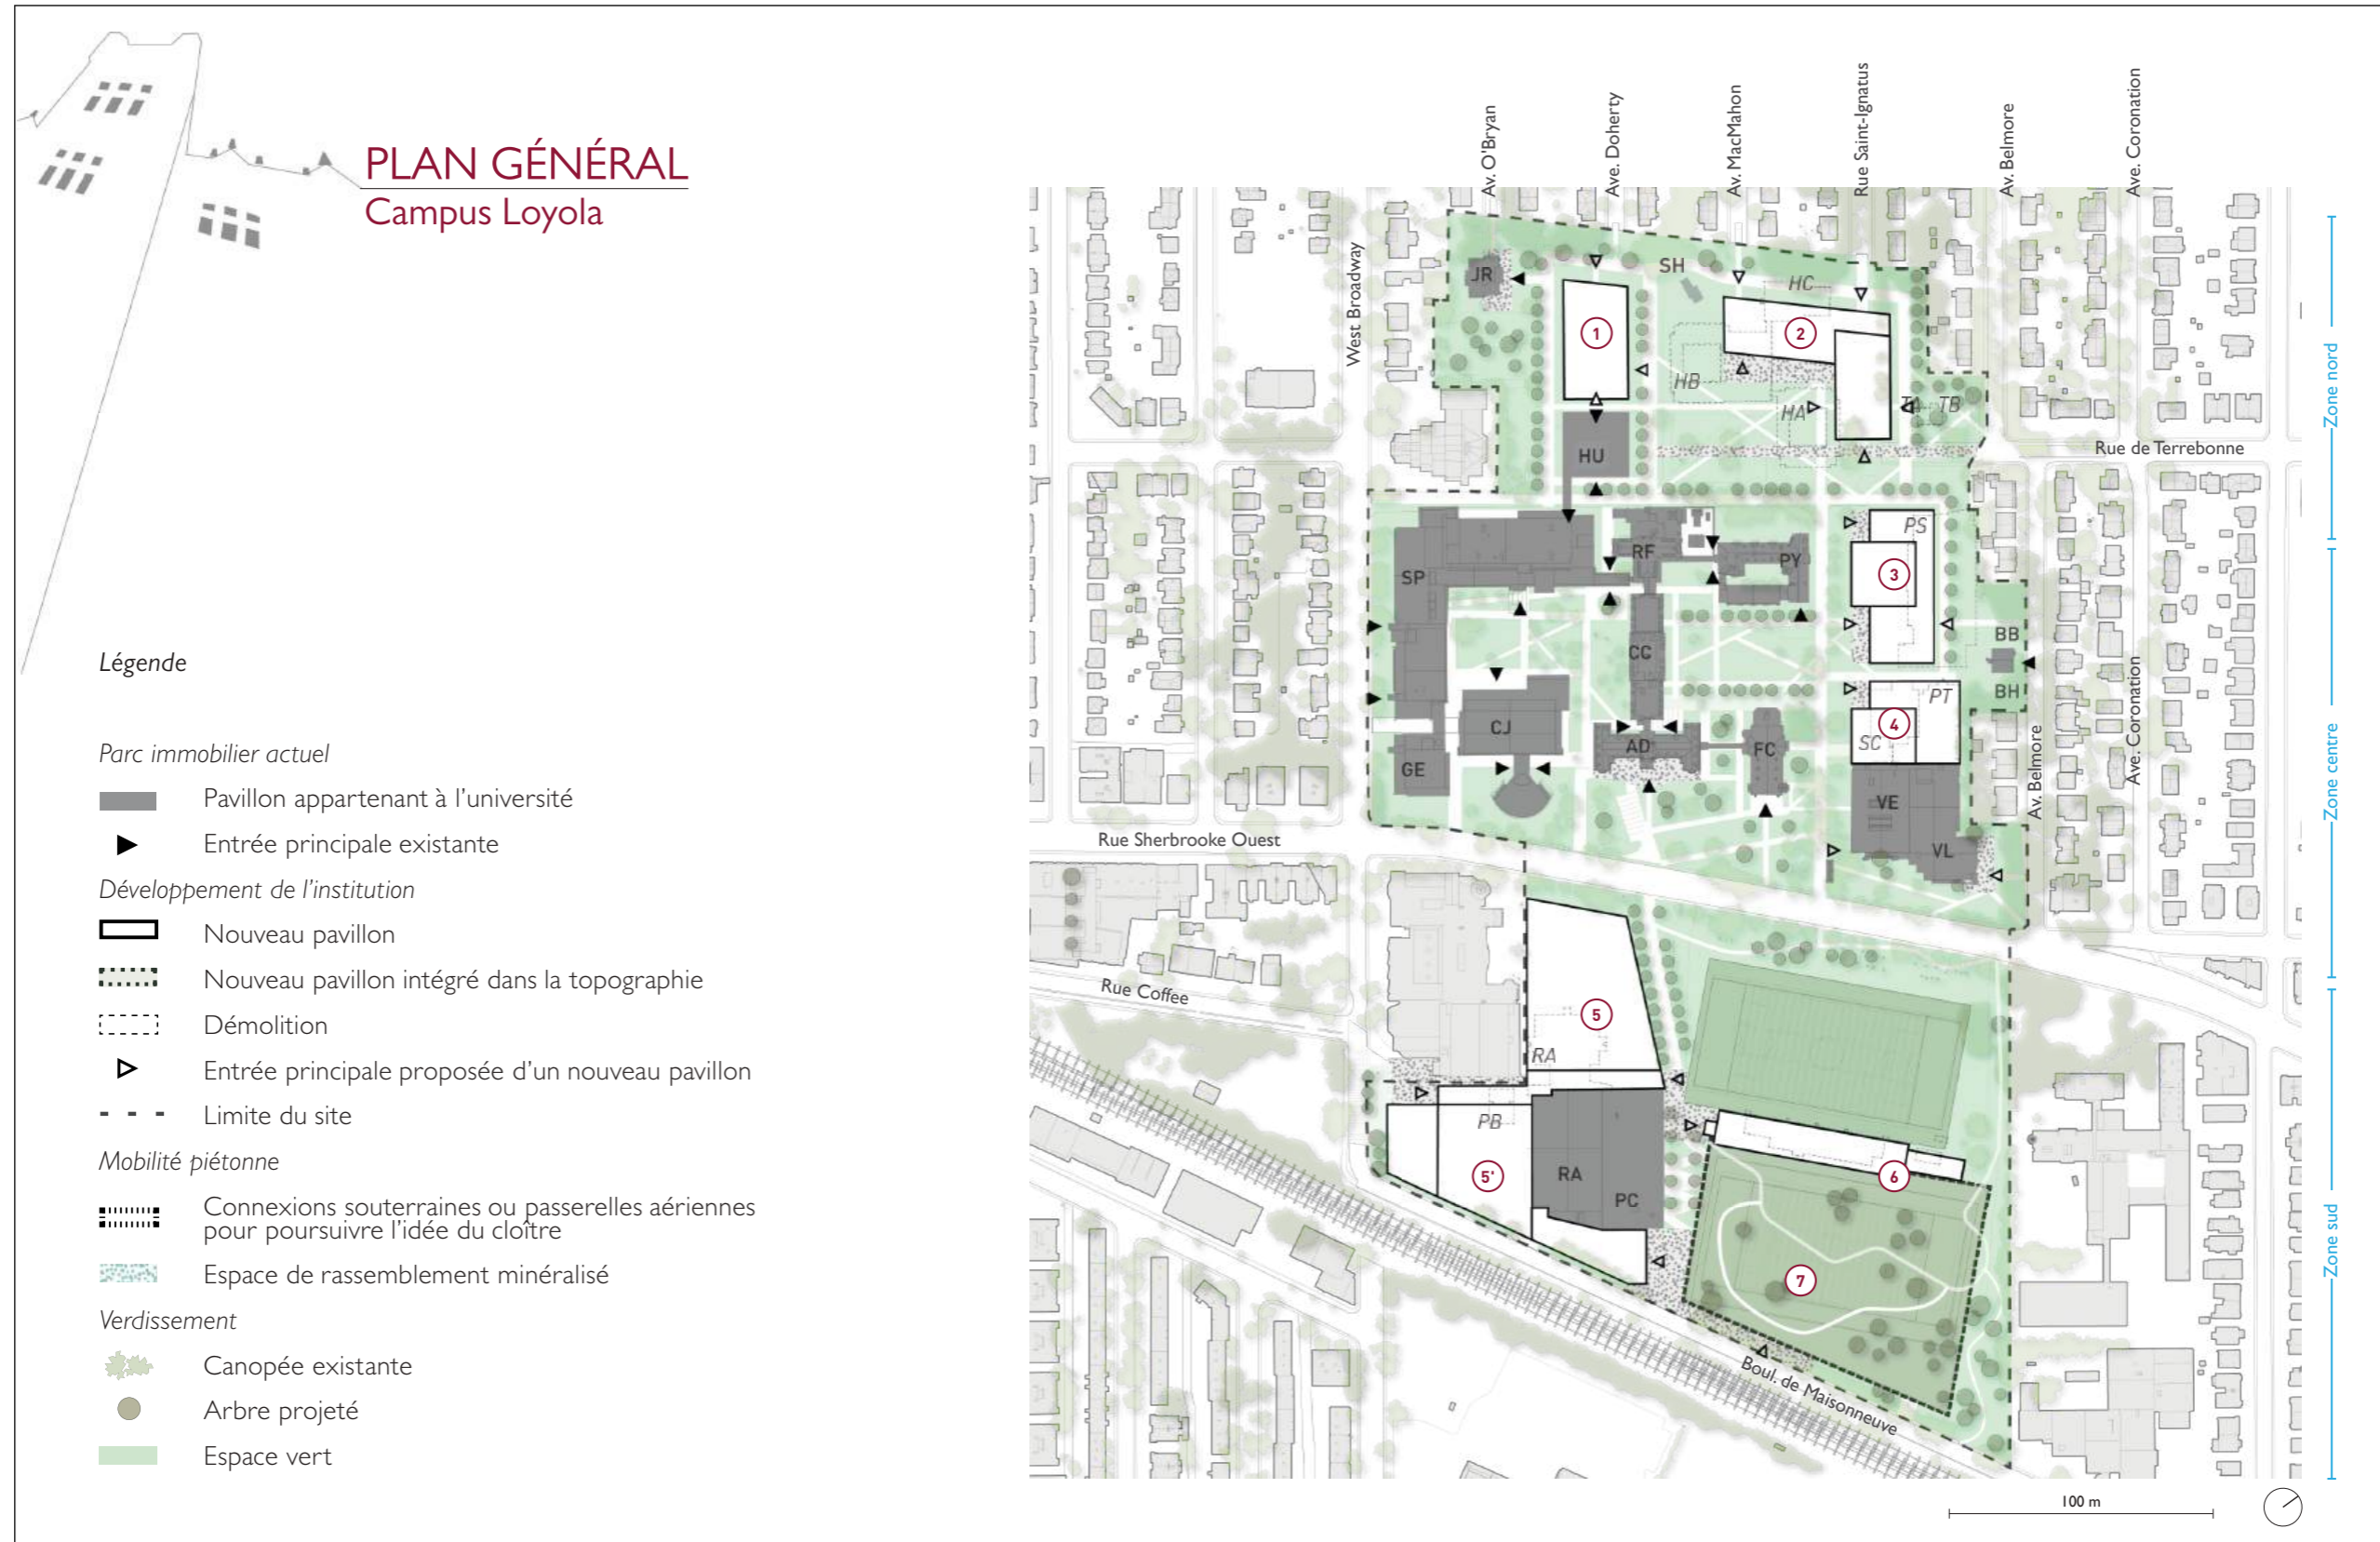 PLAN GÉNÉRAL
Campus Loyola
Légende
Parc immobilier actuel
Pavillon appartenant à l'université
Entrée principale existante
Développement de l'institution
Nouveau pavillon
Nouveau pavillon intégré dans la topographie
Démolition
Entrée principale proposée d'un nouveau pavillon
Limite du site
Mobilité piétonne
Connexions souterraines ou passerelles aériennes
pour poursuivre l'idée du cloître
Espace de rassemblement minéralisé
Verdissement
Canopée existante
Arbre projeté
Espace vert
Av. O'Bryan
Ave. Doherty
Av. MacMahon
Rue Saint-Ignatus
Av. Belmore
Ave. Coronation
West Broadway
JR
SH
HC
1
2
HB
HA
TA
TB
HU
Rue de Terrebonne
Zone nord
SP
RF
PY
PS
3
CC
BB
BH
PT
4
SC
CJ
AD
FC
GE
VE
VL
Av. Belmore
Ave. Coronation
Zone centre
Rue Sherbrooke Ouest
Rue Coffee
5
RA
PB
5'
RA
PC
6
7
Boul. de Maisonneuve
Zone sud
100 m